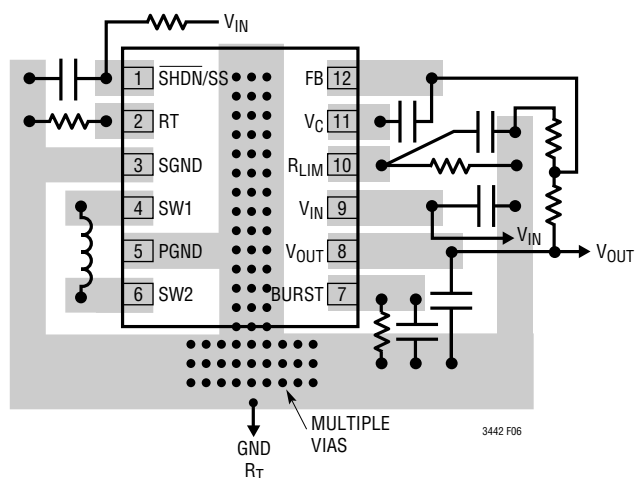 V_IN
1 S̅H̅D̅N̅/SS
2 RT
3 SGND
4 SW1
5 PGND
6 SW2
FB 12
V_C 11
R_LIM 10
V_IN 9
V_OUT 8
BURST 7
V_IN
V_OUT
MULTIPLE
VIAS
GND
R_T
3442 F06